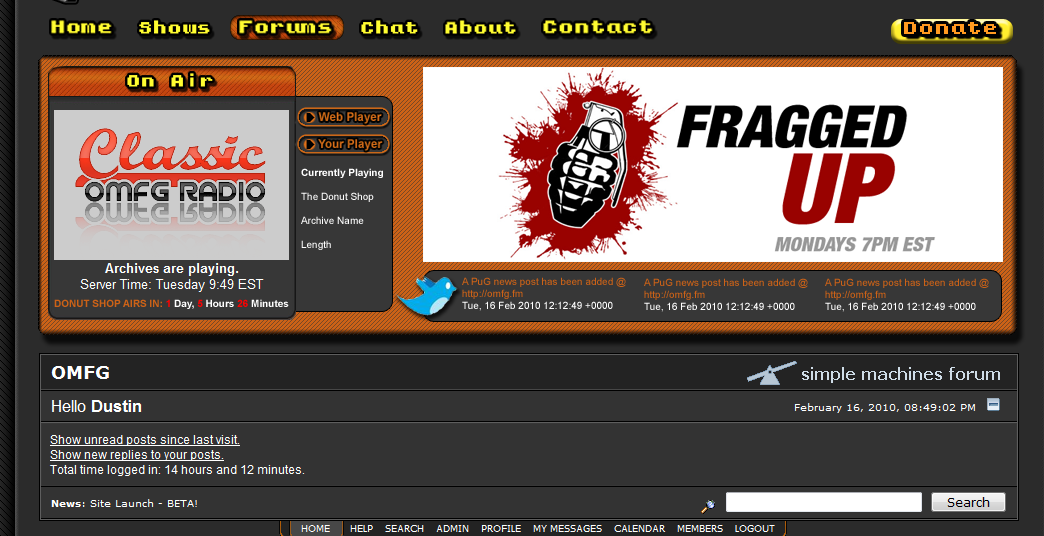 Home Shows Forums Chat About Contact Donate
On Air
Classic
OMFG RADIO
Archives are playing.
Server Time: Tuesday 9:49 EST
DONUT SHOP AIRS IN: 1 Day, 5 Hours 28 Minutes
Web Player
Your Player
Currently Playing
The Donut Shop
Archive Name
Length
FRAGGED
UP
MONDAYS 7PM EST
A PuG news post has been added @
http://omfg.fm
Tue, 16 Feb 2010 12:12:49 +0000
A PuG news post has been added @
http://omfg.fm
Tue, 16 Feb 2010 12:12:49 +0000
A PuG news post has been added @
http://omfg.fm
Tue, 16 Feb 2010 12:12:49 +0000
OMFG simple machines forum
Hello Dustin February 16, 2010, 08:49:02 PM
Show unread posts since last visit.
Show new replies to your posts.
Total time logged in: 14 hours and 12 minutes.
News: Site Launch - BETA! Search
HOME HELP SEARCH ADMIN PROFILE MY MESSAGES CALENDAR MEMBERS LOGOUT